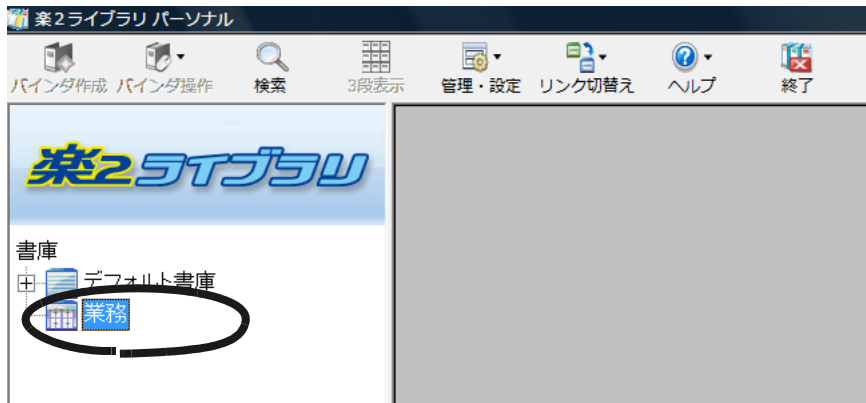 楽2ライブラリ パーソナル
バインダ作成 バインダ操作 検索 3段表示 管理・設定 リンク切替え ヘルプ 終了
楽2ライブラリ
書庫
デフォルト書庫
業務